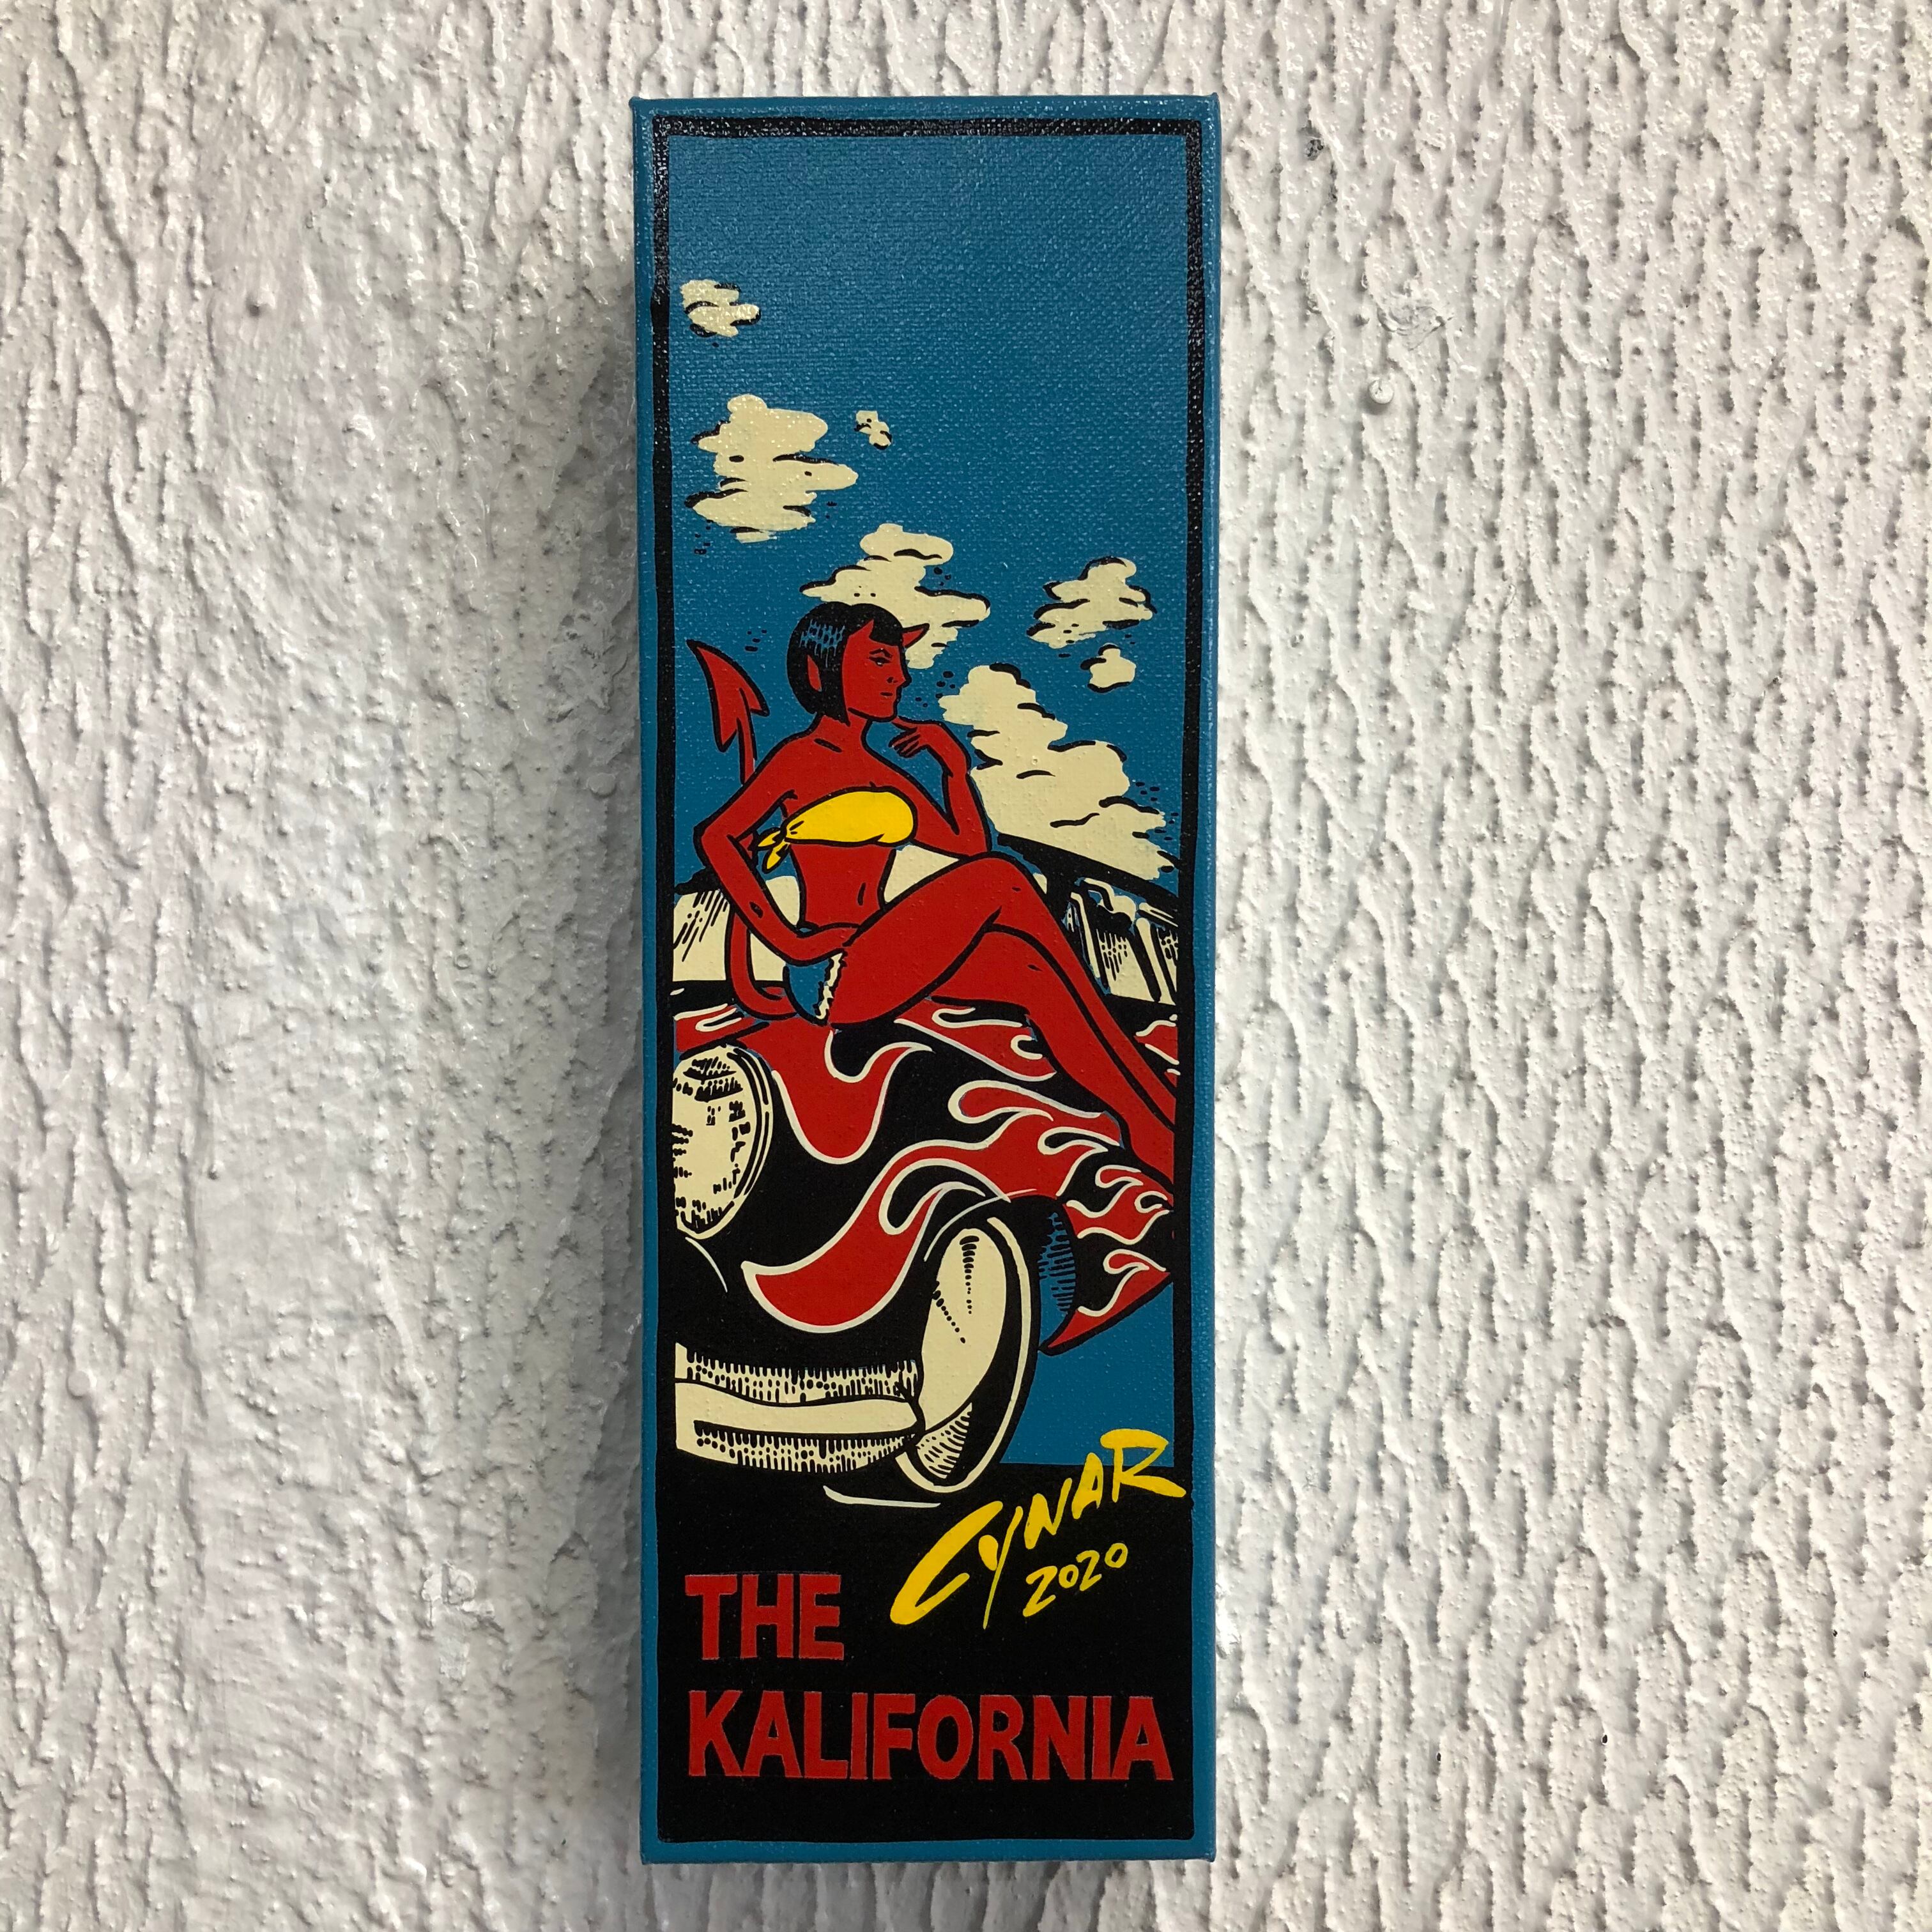 CYNAR
2020
THE
KALIFORNIA